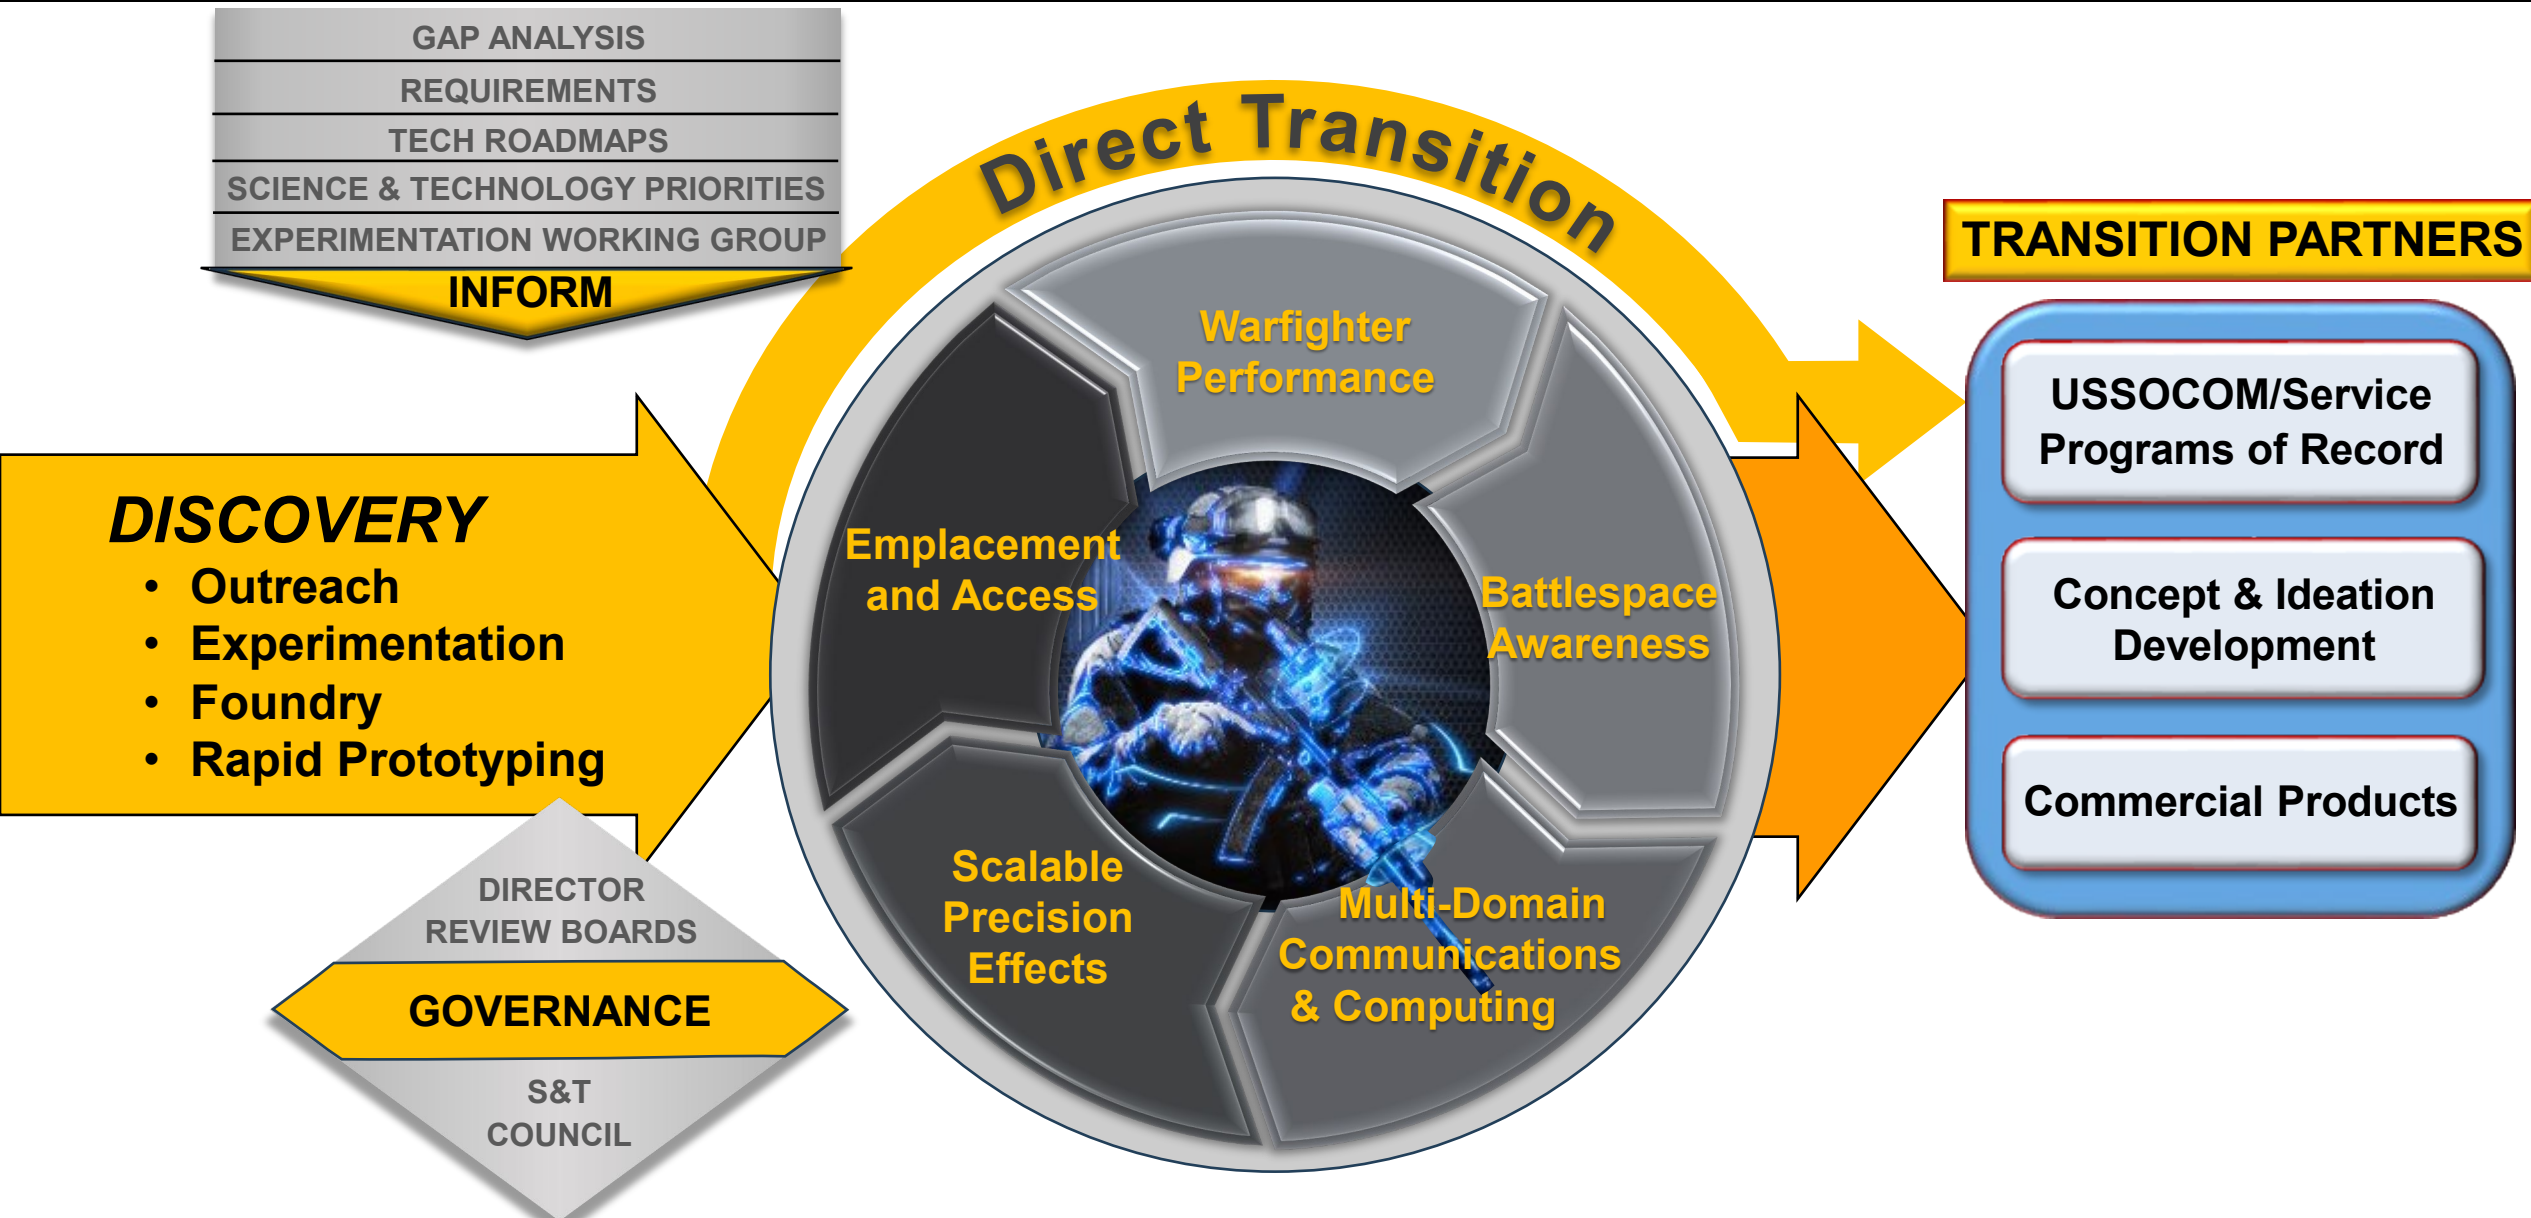 GAP ANALYSIS
REQUIREMENTS
TECH ROADMAPS
SCIENCE & TECHNOLOGY PRIORITIES
EXPERIMENTATION WORKING GROUP
INFORM
DISCOVERY
• Outreach
• Experimentation
• Foundry
• Rapid Prototyping
DIRECTOR
REVIEW BOARDS
GOVERNANCE
S&T
COUNCIL
Direct Transition
Warfighter
Performance
Battlespace
Awareness
Multi-Domain
Communications
& Computing
Scalable
Precision
Effects
Emplacement
and Access
TRANSITION PARTNERS
USSOCOM/Service
Programs of Record
Concept & Ideation
Development
Commercial Products